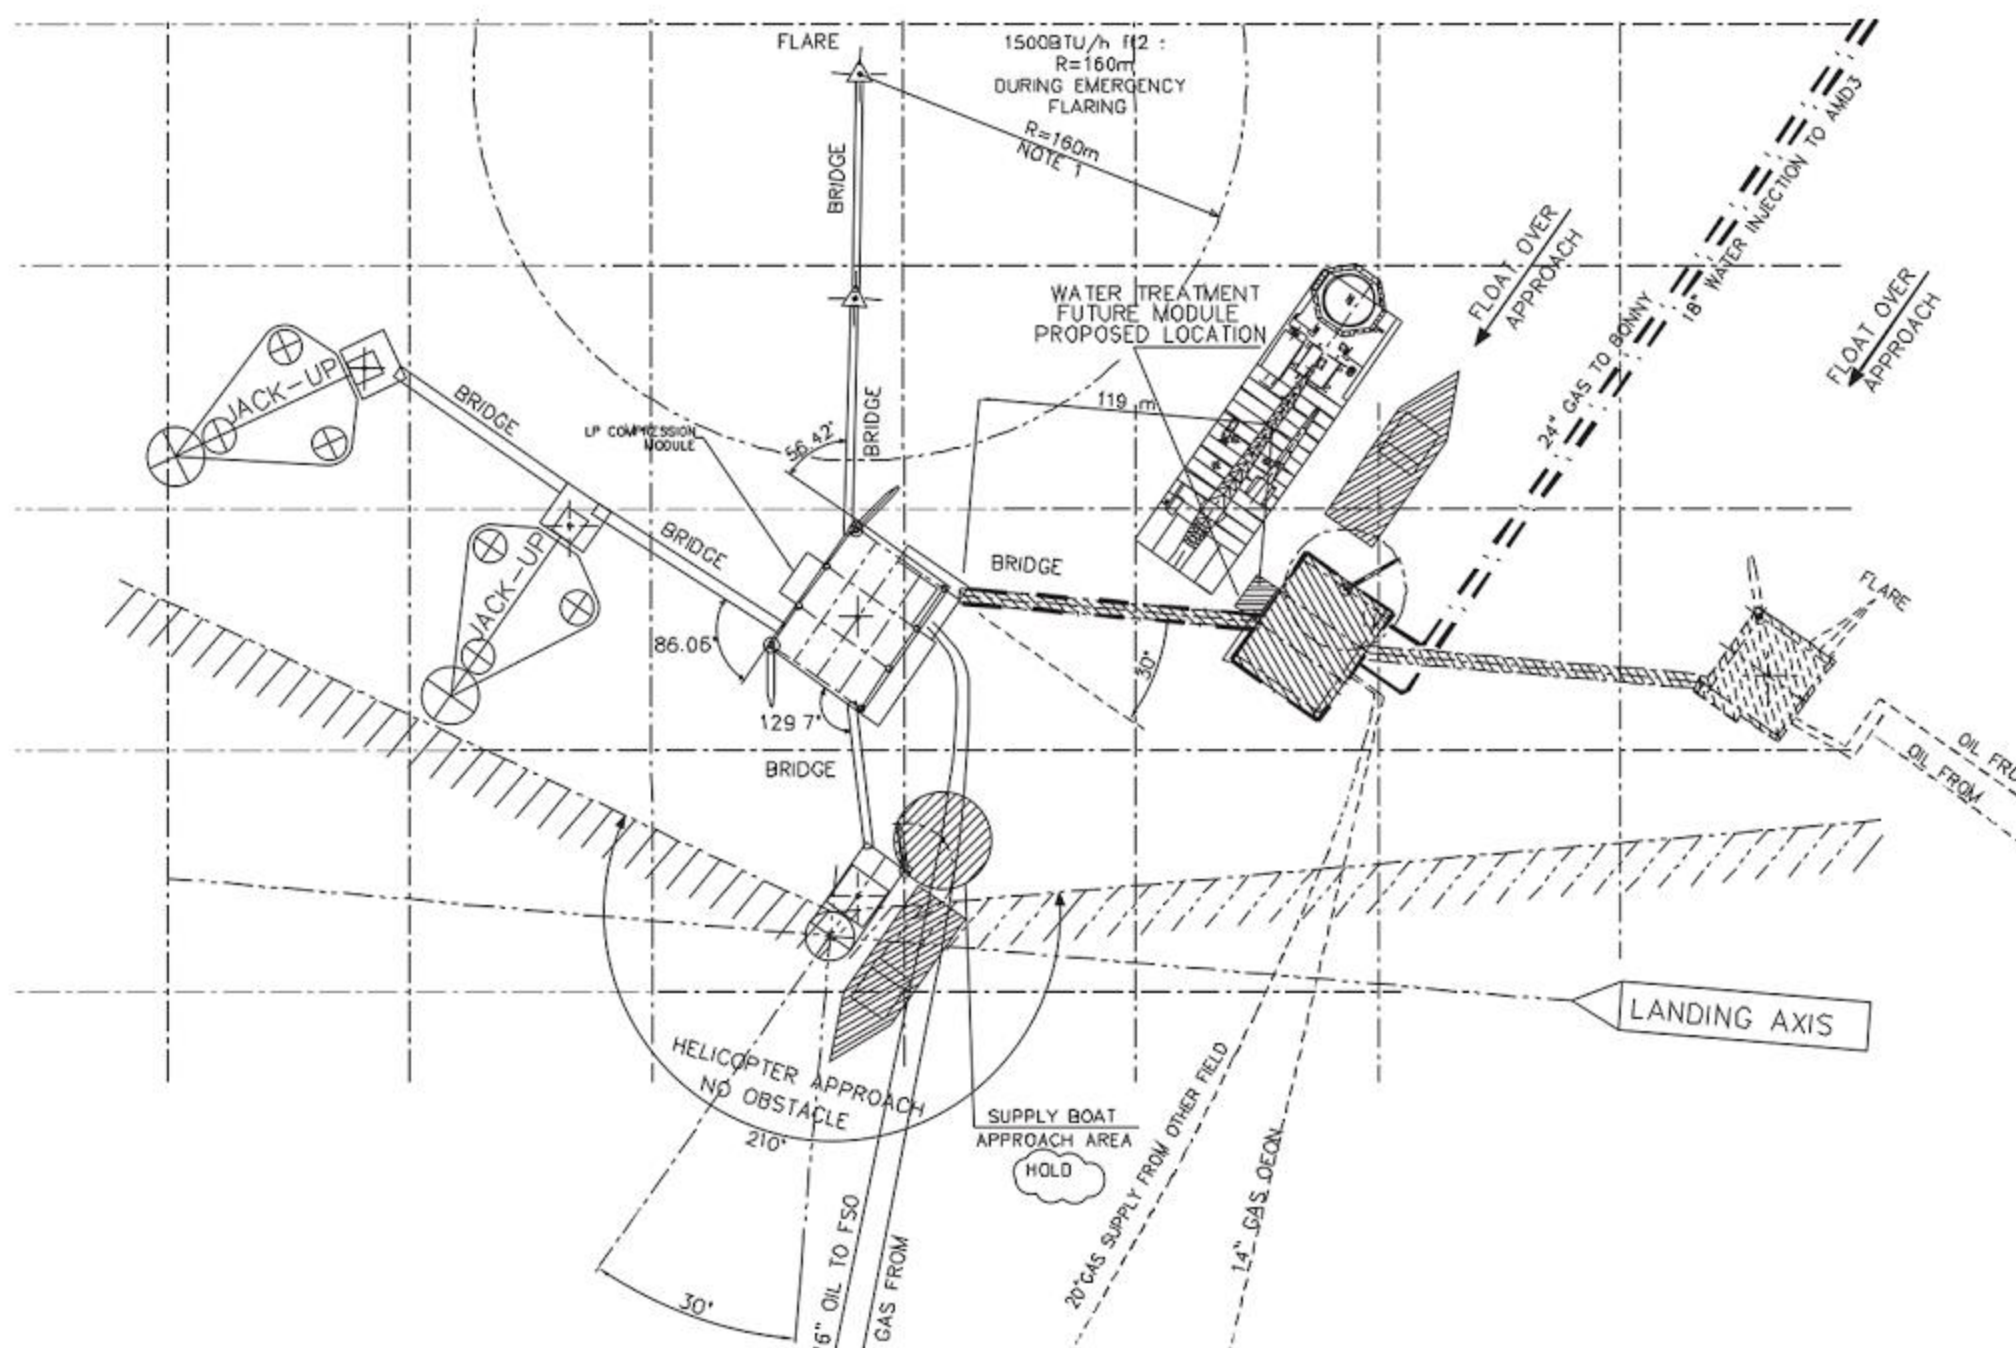 FLARE
1500BTU/h ft2 :
R=160m
DURING EMERGENCY
FLARING
R=160m
NOTE 1
BRIDGE
FLOAT OVER
APPROACH
24" GAS TO BONNY
18" WATER INJECTION TO AMD3
FLOAT OVER
APPROACH
WATER TREATMENT
FUTURE MODULE
PROPOSED LOCATION
JACK-UP
BRIDGE
LP COMPRESSION
MODULE
56.42°
BRIDGE
119 m
JACK-UP
BRIDGE
BRIDGE
FLARE
86.05°
30°
129 7°
BRIDGE
OIL FROM
OIL FRO
LANDING AXIS
HELICOPTER APPROACH
NO OBSTACLE
210°
SUPPLY BOAT
APPROACH AREA
HOLD
30°
6" OIL TO FSO
GAS FROM
20"GAS SUPPLY FROM OTHER FIELD
14" GAS OEON